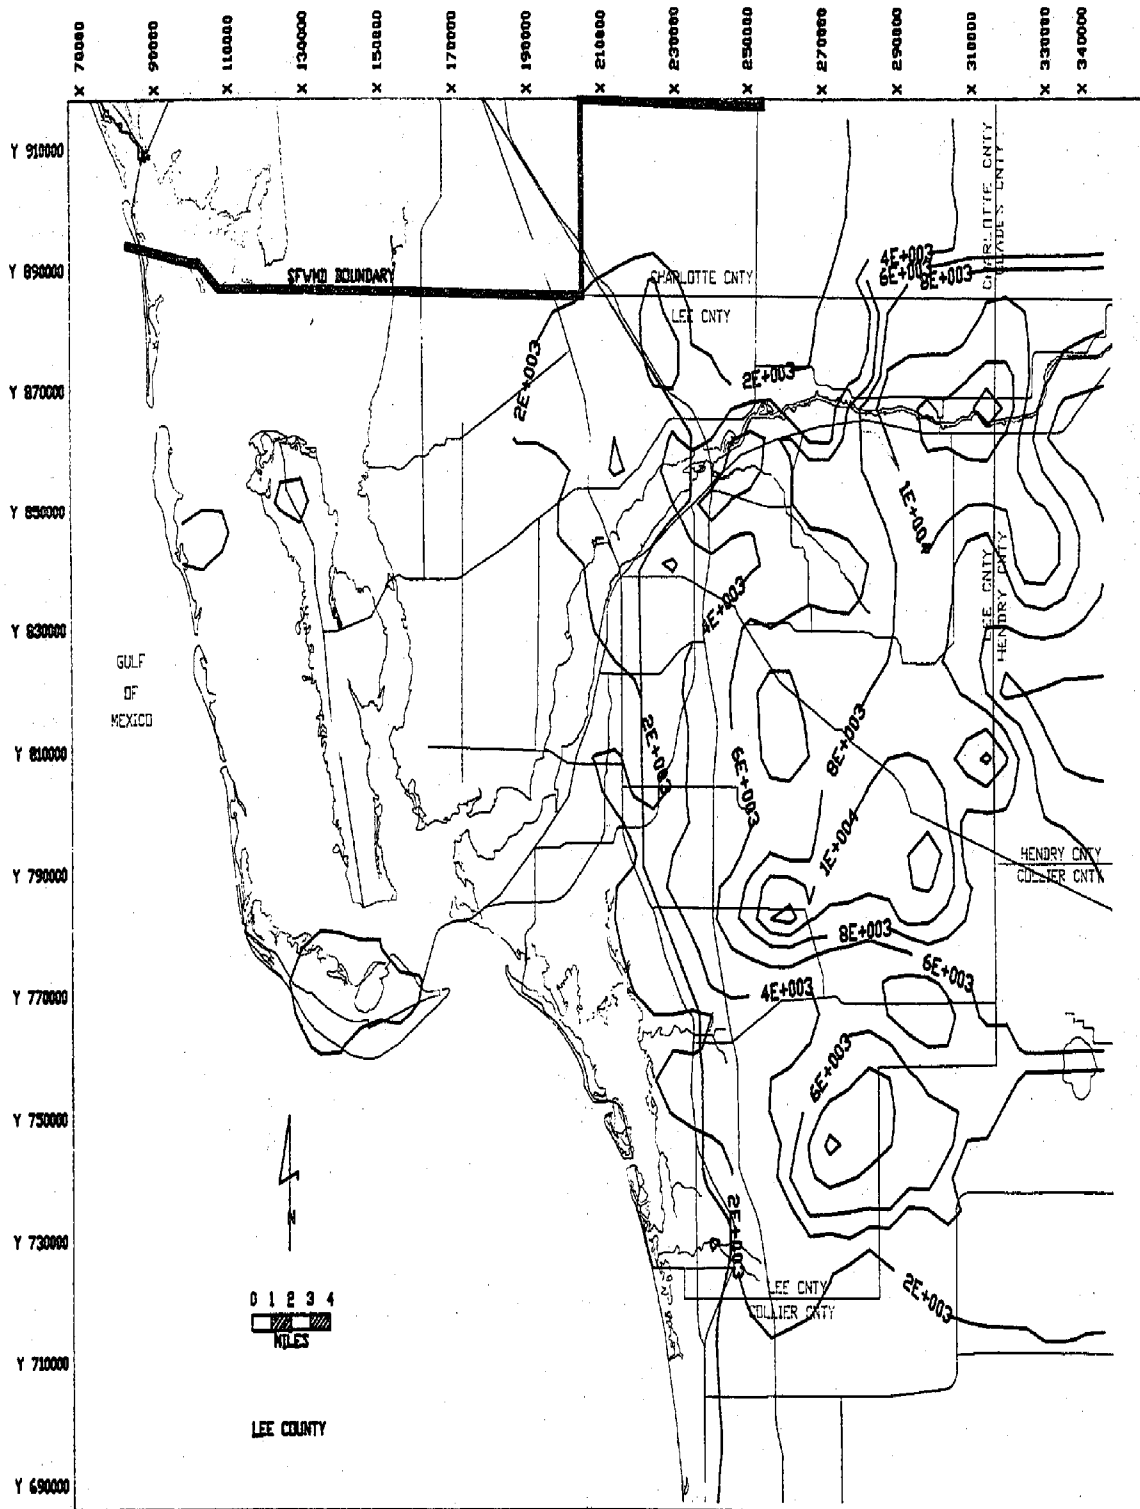 X 70000
X 90000
X 110000
X 130000
X 150000
X 170000
X 190000
X 210000
X 230000
X 250000
X 270000
X 290000
X 310000
X 330000
X 340000
Y 910000
CHARLOTTE CNTY
GLADES CNTY
4E+003
6E+003
8E+003
Y 890000
SFWMD BOUNDARY
CHARLOTTE CNTY
LEE CNTY
2E+003
2E+003
Y 870000
Y 850000
1E+004
4E+003
LEE CNTY
HENDRY CNTY
Y 830000
GULF
OF
MEXICO
2E+003
6E+003
8E+003
Y 810000
1E+004
HENDRY CNTY
COLLIER CNTY
Y 790000
8E+003
6E+003
4E+003
Y 770000
6E+003
Y 750000
N
2E+003
Y 730000
2E+003
LEE CNTY
COLLIER CNTY
0 1 2 3 4
MILES
Y 710000
LEE COUNTY
Y 690000